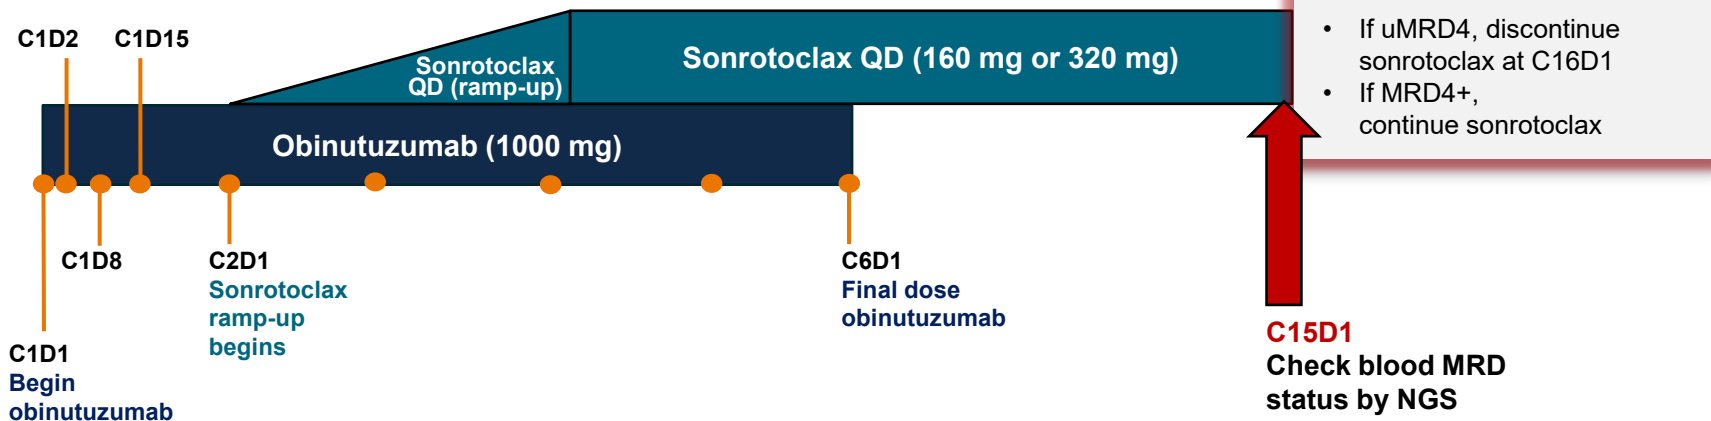 C1D2
C1D15
Sonrotoclax
QD (ramp-up)
Sonrotoclax QD (160 mg or 320 mg)
• If uMRD4, discontinue
sonrotoclax at C16D1
• If MRD4+,
continue sonrotoclax
Obinutuzumab (1000 mg)
C1D8
C2D1
Sonrotoclax
ramp-up
begins
C6D1
Final dose
obinutuzumab
C1D1
Begin
obinutuzumab
C15D1
Check blood MRD
status by NGS